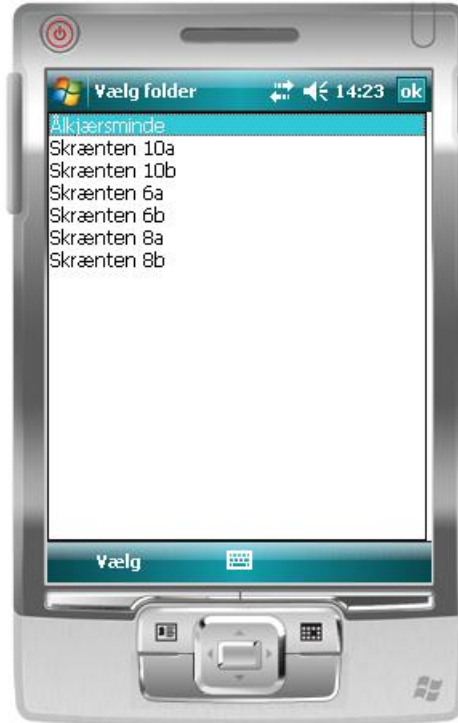 Vælg folder 14:23 ok
Ålkjærsminde
Skrænten 10a
Skrænten 10b
Skrænten 6a
Skrænten 6b
Skrænten 8a
Skrænten 8b
Vælg